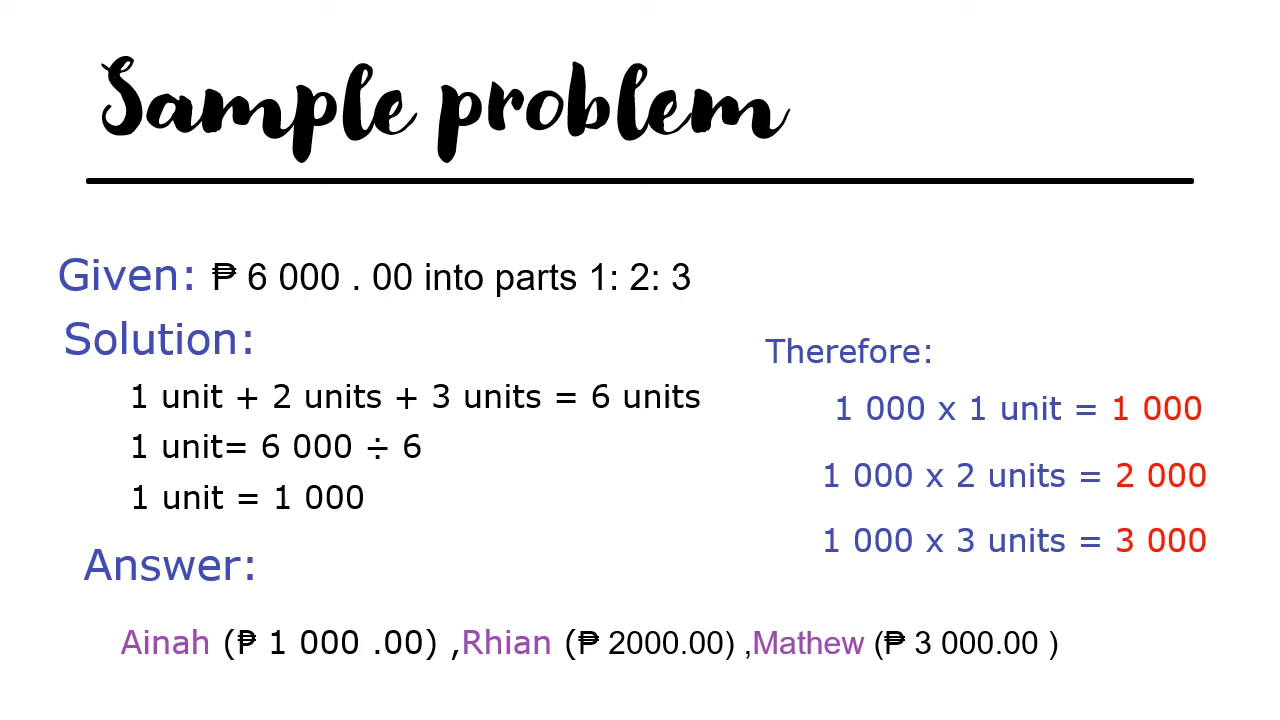 Sample problem
Given: ₱ 6 000 . 00 into parts 1: 2: 3
Solution:
1 unit + 2 units + 3 units = 6 units
1 unit= 6 000 ÷ 6
1 unit = 1 000
Therefore:
1 000 x 1 unit = 1 000
1 000 x 2 units = 2 000
1 000 x 3 units = 3 000
Answer:
Ainah (₱ 1 000 .00) ,Rhian (₱ 2000.00) ,Mathew (₱ 3 000.00 )